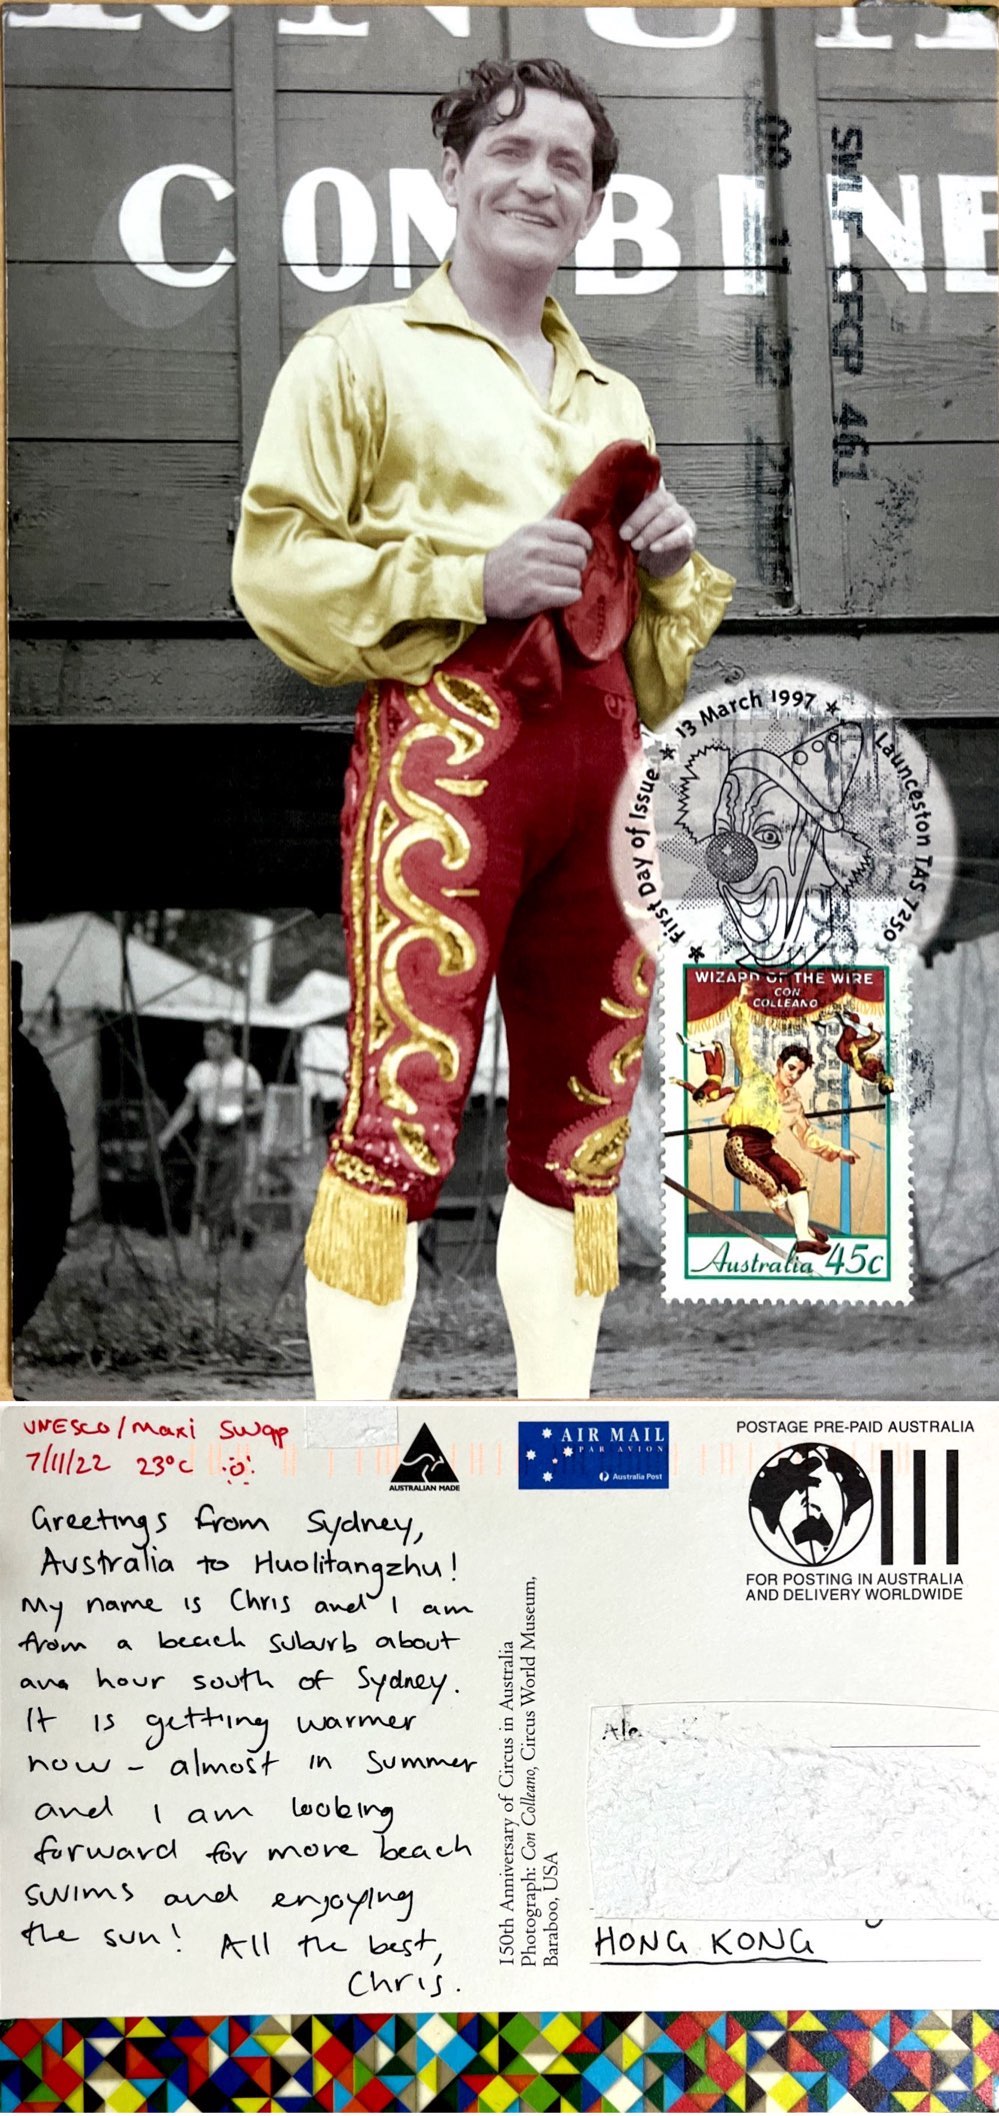 COMBINE
SWLF CFCP 461
First Day of Issue * 13 March 1997 * Launceston TAS 7250 *
WIZARD OF THE WIRE
CON
COLLEANO
Australia 45c
UNESCO/Maxi Swap
7/11/22 23°C
AUSTRALIAN MADE
AIR MAIL
PAR AVION
Australia Post
POSTAGE PRE-PAID AUSTRALIA
FOR POSTING IN AUSTRALIA
AND DELIVERY WORLDWIDE
Greetings from Sydney,
Australia to Huolitangzhu!
My name is Chris and I am
from a beach suburb about
hour south of Sydney.
It is getting warmer
now - almost in summer
and I am looking
forward for more beach
swims and enjoying
the sun! All the best,
Chris.
150th Anniversary of Circus in Australia
Photograph: Con Colleano, Circus World Museum,
Baraboo, USA
HONG KONG